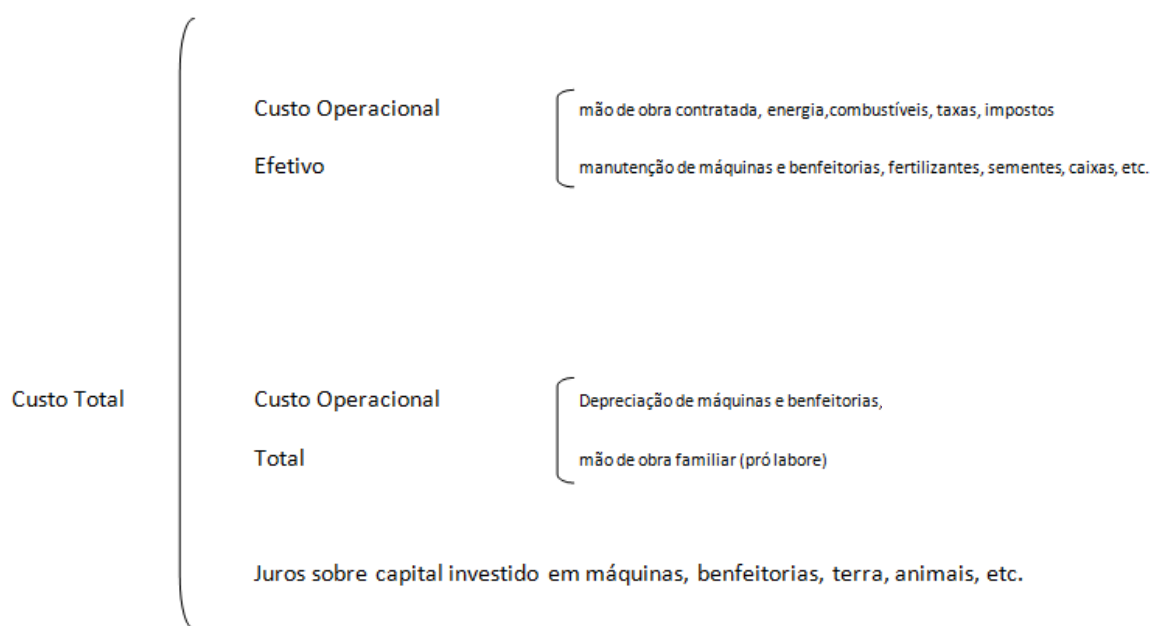 Custo Operacional mão de obra contratada, energia,combustíveis, taxas, impostos
Efetivo manutenção de máquinas e benfeitorias, fertilizantes, sementes, caixas, etc.
Custo Total Custo Operacional Depreciação de máquinas e benfeitorias,
Total mão de obra familiar (pró labore)
Juros sobre capital investido em máquinas, benfeitorias, terra, animais, etc.